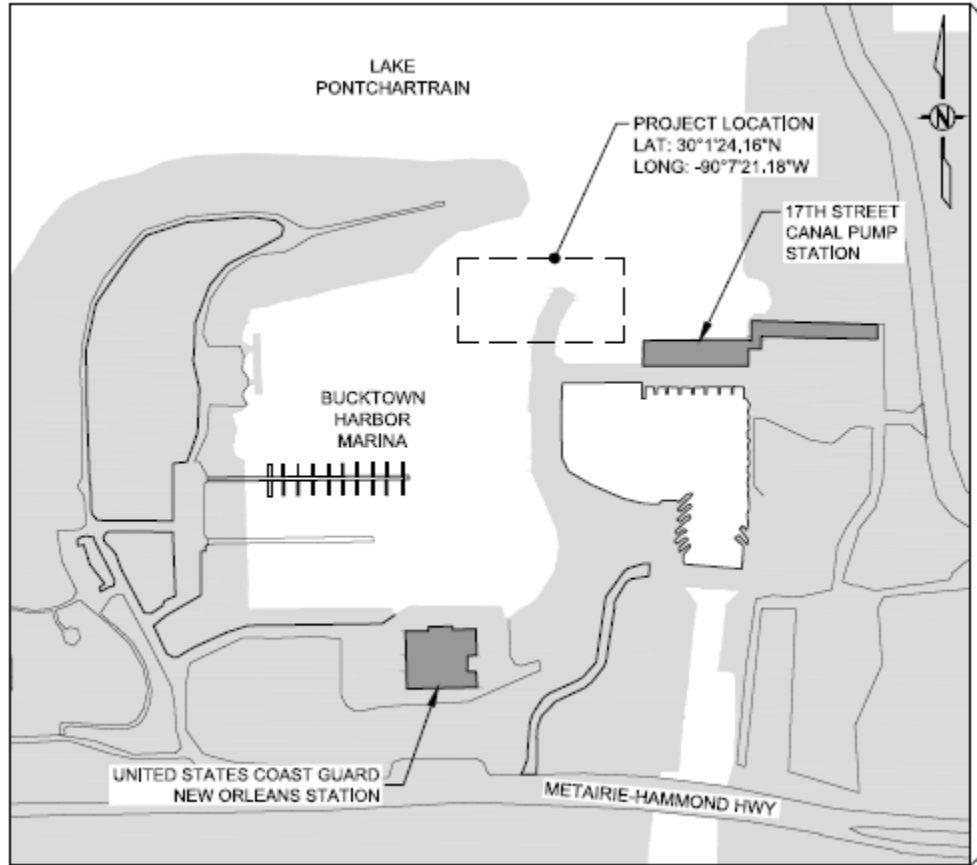 LAKE
PONTCHARTRAIN
PROJECT LOCATION
LAT: 30°1'24.16"N
LONG: -90°7'21.18"W
N
17TH STREET
CANAL PUMP
STATION
BUCKTOWN
HARBOR
MARINA
UNITED STATES COAST GUARD
NEW ORLEANS STATION
METAIRIE-HAMMOND HWY